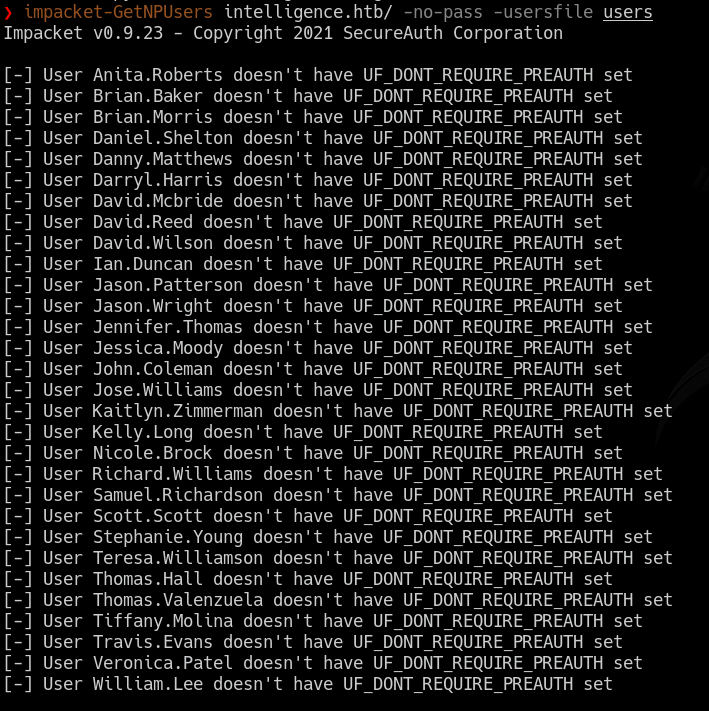 ❯ impacket-GetNPUsers intelligence.htb/ -no-pass -usersfile users
Impacket v0.9.23 - Copyright 2021 SecureAuth Corporation
[-] User Anita.Roberts doesn't have UF_DONT_REQUIRE_PREAUTH set
[-] User Brian.Baker doesn't have UF_DONT_REQUIRE_PREAUTH set
[-] User Brian.Morris doesn't have UF_DONT_REQUIRE_PREAUTH set
[-] User Daniel.Shelton doesn't have UF_DONT_REQUIRE_PREAUTH set
[-] User Danny.Matthews doesn't have UF_DONT_REQUIRE_PREAUTH set
[-] User Darryl.Harris doesn't have UF_DONT_REQUIRE_PREAUTH set
[-] User David.Mcbride doesn't have UF_DONT_REQUIRE_PREAUTH set
[-] User David.Reed doesn't have UF_DONT_REQUIRE_PREAUTH set
[-] User David.Wilson doesn't have UF_DONT_REQUIRE_PREAUTH set
[-] User Ian.Duncan doesn't have UF_DONT_REQUIRE_PREAUTH set
[-] User Jason.Patterson doesn't have UF_DONT_REQUIRE_PREAUTH set
[-] User Jason.Wright doesn't have UF_DONT_REQUIRE_PREAUTH set
[-] User Jennifer.Thomas doesn't have UF_DONT_REQUIRE_PREAUTH set
[-] User Jessica.Moody doesn't have UF_DONT_REQUIRE_PREAUTH set
[-] User John.Coleman doesn't have UF_DONT_REQUIRE_PREAUTH set
[-] User Jose.Williams doesn't have UF_DONT_REQUIRE_PREAUTH set
[-] User Kaitlyn.Zimmerman doesn't have UF_DONT_REQUIRE_PREAUTH set
[-] User Kelly.Long doesn't have UF_DONT_REQUIRE_PREAUTH set
[-] User Nicole.Brock doesn't have UF_DONT_REQUIRE_PREAUTH set
[-] User Richard.Williams doesn't have UF_DONT_REQUIRE_PREAUTH set
[-] User Samuel.Richardson doesn't have UF_DONT_REQUIRE_PREAUTH set
[-] User Scott.Scott doesn't have UF_DONT_REQUIRE_PREAUTH set
[-] User Stephanie.Young doesn't have UF_DONT_REQUIRE_PREAUTH set
[-] User Teresa.Williamson doesn't have UF_DONT_REQUIRE_PREAUTH set
[-] User Thomas.Hall doesn't have UF_DONT_REQUIRE_PREAUTH set
[-] User Thomas.Valenzuela doesn't have UF_DONT_REQUIRE_PREAUTH set
[-] User Tiffany.Molina doesn't have UF_DONT_REQUIRE_PREAUTH set
[-] User Travis.Evans doesn't have UF_DONT_REQUIRE_PREAUTH set
[-] User Veronica.Patel doesn't have UF_DONT_REQUIRE_PREAUTH set
[-] User William.Lee doesn't have UF_DONT_REQUIRE_PREAUTH set